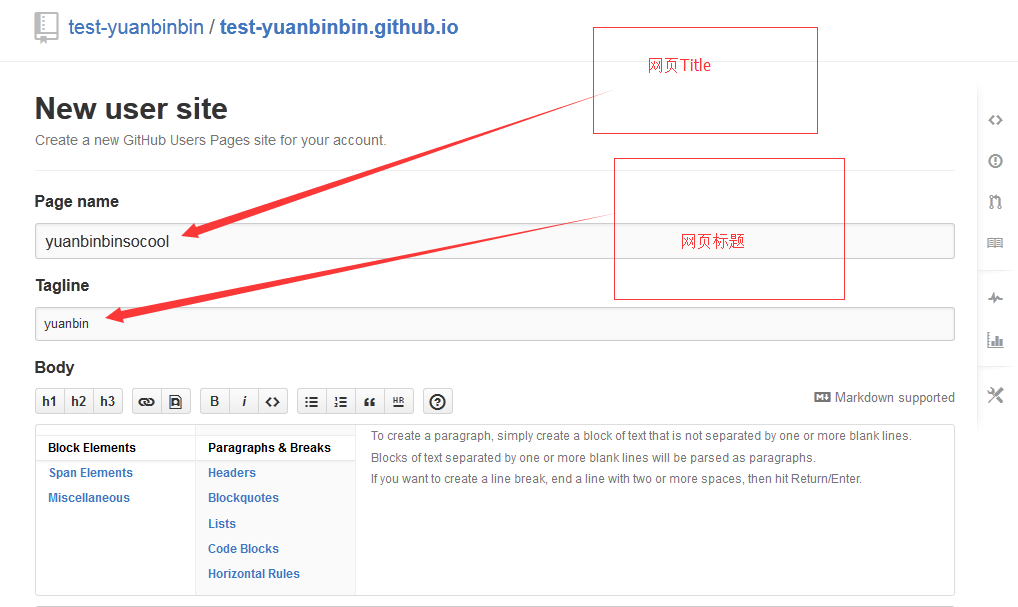 test-yuanbinbin / test-yuanbinbin.github.io
网页Title
New user site
Create a new GitHub Users Pages site for your account.
Page name
yuanbinbinsocool
网页标题
Tagline
yuanbin
Body
h1 h2 h3 B i <> HR ?
Markdown supported
Block Elements
Span Elements
Miscellaneous
Paragraphs & Breaks
Headers
Blockquotes
Lists
Code Blocks
Horizontal Rules
To create a paragraph, simply create a block of text that is not separated by one or more blank lines.
Blocks of text separated by one or more blank lines will be parsed as paragraphs.
If you want to create a line break, end a line with two or more spaces, then hit Return/Enter.